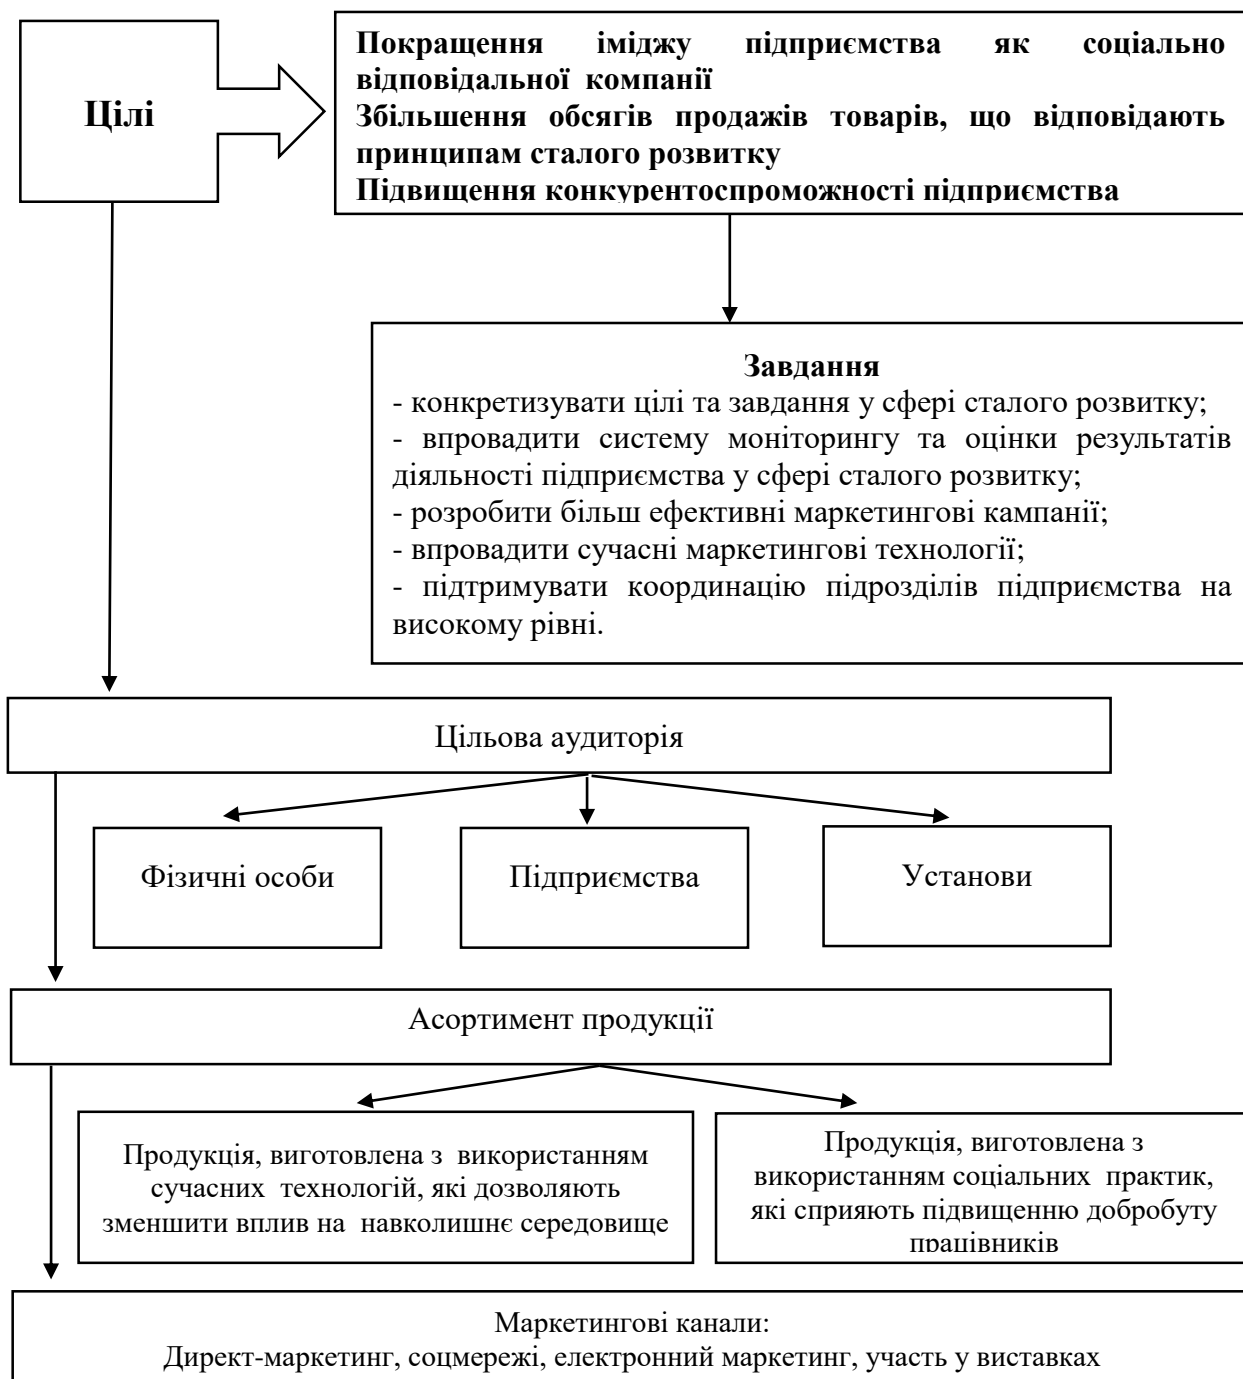 Цілі
Покращення іміджу підприємства як соціально
відповідальної компанії
Збільшення обсягів продажів товарів, що відповідають
принципам сталого розвитку
Підвищення конкурентоспроможності підприємства
Завдання
- конкретизувати цілі та завдання у сфері сталого розвитку;
- впровадити систему моніторингу та оцінки результатів
діяльності підприємства у сфері сталого розвитку;
- розробити більш ефективні маркетингові кампанії;
- впровадити сучасні маркетингові технології;
- підтримувати координацію підрозділів підприємства на
високому рівні.
Цільова аудиторія
Фізичні особи
Підприємства
Установи
Асортимент продукції
Продукція, виготовлена з використанням
сучасних технологій, які дозволяють
зменшити вплив на навколишнє середовище
Продукція, виготовлена з
використанням соціальних практик,
які сприяють підвищенню добробуту
працівників
Маркетингові канали:
Директ-маркетинг, соцмережі, електронний маркетинг, участь у виставках